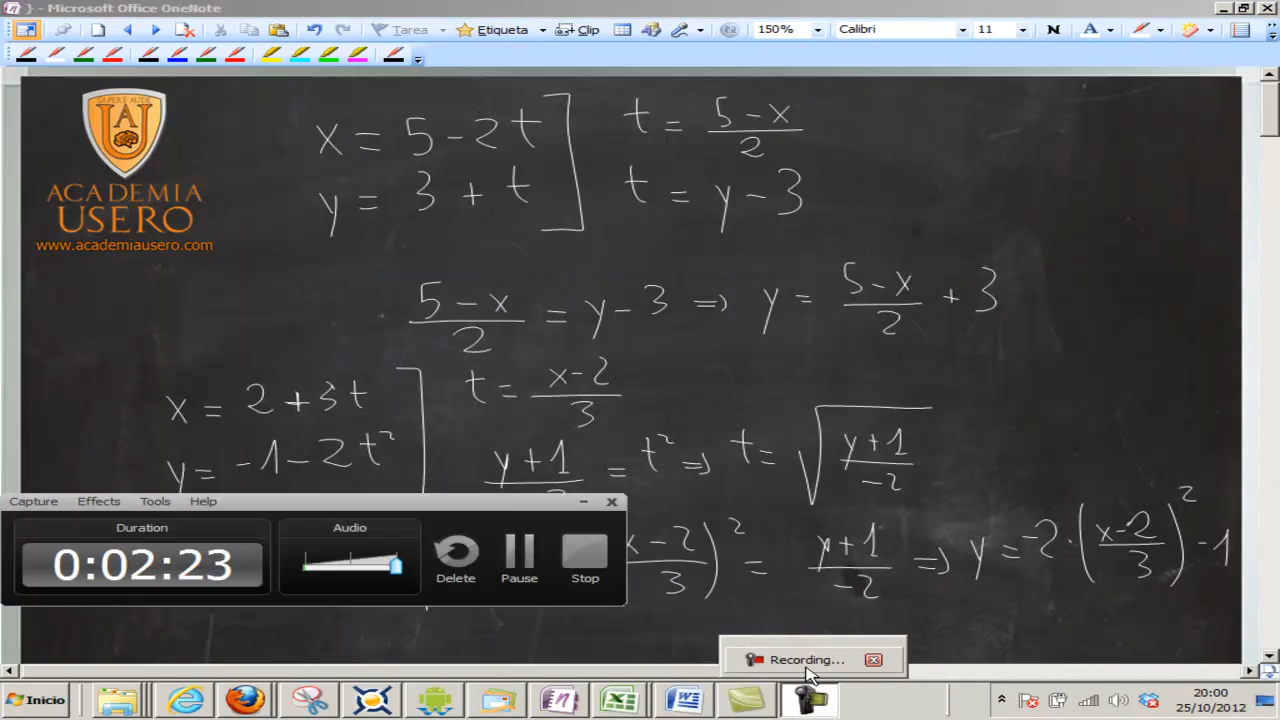 } - Microsoft Office OneNote
Tarea Etiqueta Clip 150% Calibri 11 N A
SAPERE AUDE
UA
ACADEMIA
USERO
www.academiausero.com
x = 5 - 2t ] t = (5-x)/2
y = 3 + t ] t = y - 3
(5-x)/2 = y - 3 ⇒ y = (5-x)/2 + 3
x = 2 + 3t ] t = (x-2)/3
y = -1 - 2t² ] (y+1) = t² ⇒ t = √((y+1)/-2)
x-2)/3)² = (y+1)/-2 ⇒ y = -2·((x-2)/3)² - 1
Capture Effects Tools Help
Duration Audio
0:02:23
Delete Pause Stop
Recording...
Inicio
20:00
25/10/2012